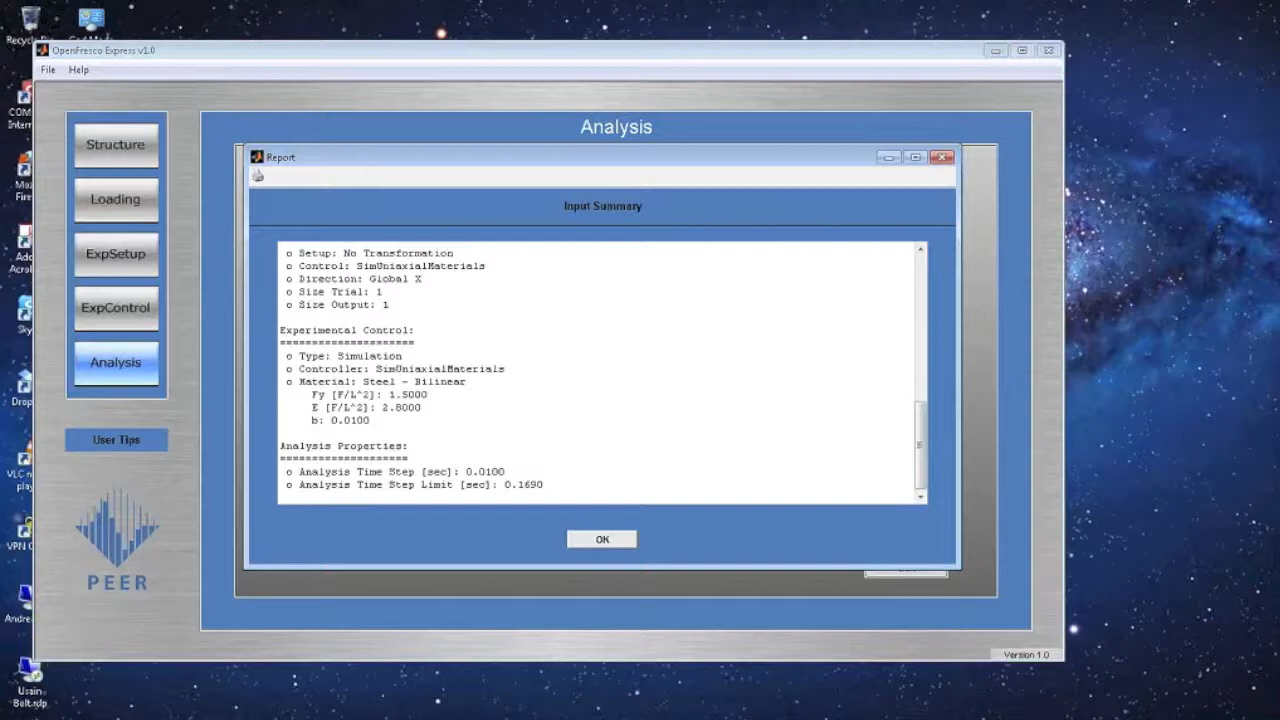 OpenFresco Express v1.0
File Help
Structure
Loading
ExpSetup
ExpControl
Analysis
User Tips
PEER
Analysis
Report
Input Summary
o Setup: No Transformation
o Control: SimUniaxialMaterials
o Direction: Global X
o Size Trial: 1
o Size Output: 1
Experimental Control:
=====================
o Type: Simulation
o Controller: SimUniaxialMaterials
o Material: Steel - Bilinear
Fy [F/L^2]: 1.5000
E [F/L^2]: 2.8000
b: 0.0100
Analysis Properties:
====================
o Analysis Time Step [sec]: 0.0100
o Analysis Time Step Limit [sec]: 0.1690
OK
Version 1.0
Usain
Bolt.rdp